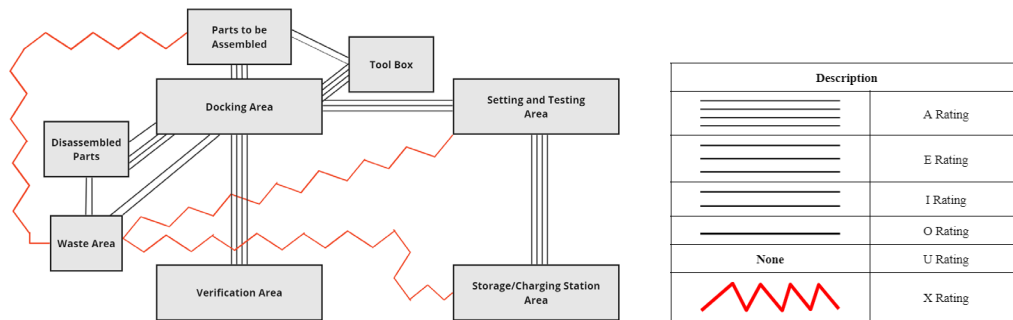 Parts to be
Assembled
Tool Box
Docking Area
Setting and Testing
Area
Disassembled
Parts
Waste Area
Verification Area
Storage/Charging Station
Area
Description
A Rating
E Rating
I Rating
O Rating
None
U Rating
X Rating